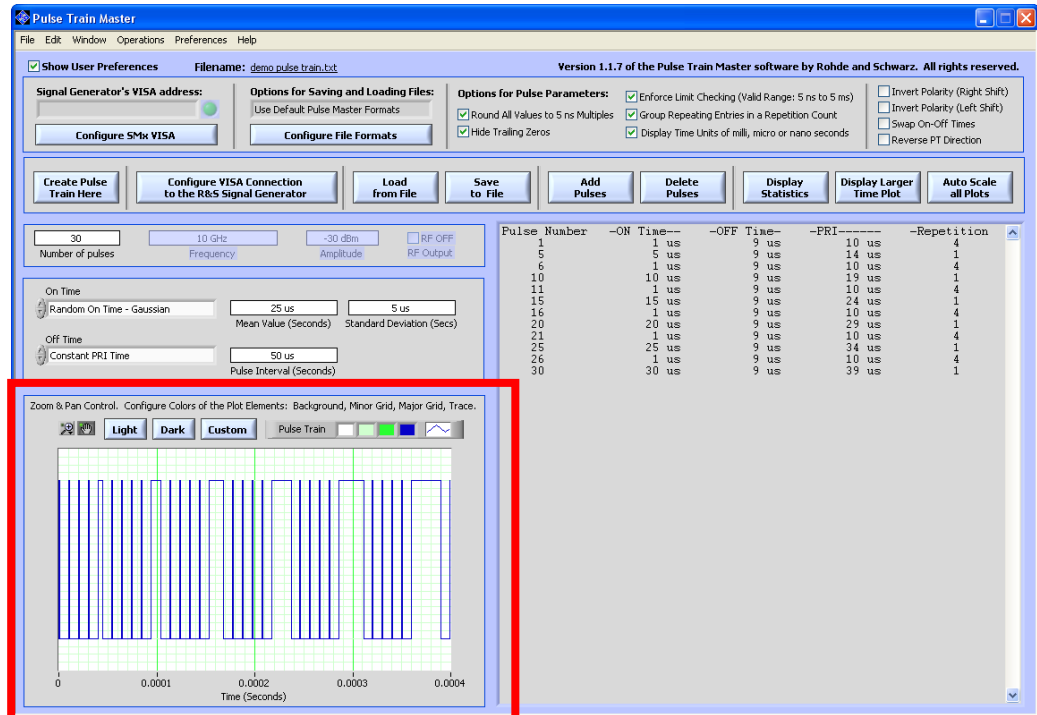 Pulse Train Master
File Edit Window Operations Preferences Help
Show User Preferences Filename: demo pulse train.txt Version 1.1.7 of the Pulse Train Master software by Rohde and Schwarz. All rights reserved.
Signal Generator's VISA address:
Configure SMx VISA
Options for Saving and Loading Files:
Use Default Pulse Master Formats
Configure File Formats
Options for Pulse Parameters:
Round All Values to 5 ns Multiples
Hide Trailing Zeros
Enforce Limit Checking (Valid Range: 5 ns to 5 ms)
Group Repeating Entries in a Repetition Count
Display Time Units of milli, micro or nano seconds
Invert Polarity (Right Shift)
Invert Polarity (Left Shift)
Swap On-Off Times
Reverse PT Direction
Create Pulse
Train Here
Configure VISA Connection
to the R&S Signal Generator
Load
from File
Save
to File
Add
Pulses
Delete
Pulses
Display
Statistics
Display Larger
Time Plot
Auto Scale
all Plots
30 10 GHz -30 dBm RF OFF
Number of pulses Frequency Amplitude RF Output
On Time
Random On Time - Gaussian 25 us 5 us
Mean Value (Seconds) Standard Deviation (Secs)
Off Time
Constant PRI Time 50 us
Pulse Interval (Seconds)
Zoom & Pan Control. Configure Colors of the Plot Elements: Background, Minor Grid, Major Grid, Trace.
Light Dark Custom Pulse Train
0 0.0001 0.0002 0.0003 0.0004
Time (Seconds)
Pulse Number -ON Time-- -OFF Time- -PRI------ -Repetition
1 1 us 9 us 10 us 4
5 5 us 9 us 14 us 1
6 1 us 9 us 10 us 4
10 10 us 9 us 19 us 1
11 1 us 9 us 10 us 4
15 15 us 9 us 24 us 1
16 1 us 9 us 10 us 4
20 20 us 9 us 29 us 1
21 1 us 9 us 10 us 4
25 25 us 9 us 34 us 1
26 1 us 9 us 10 us 4
30 30 us 9 us 39 us 1